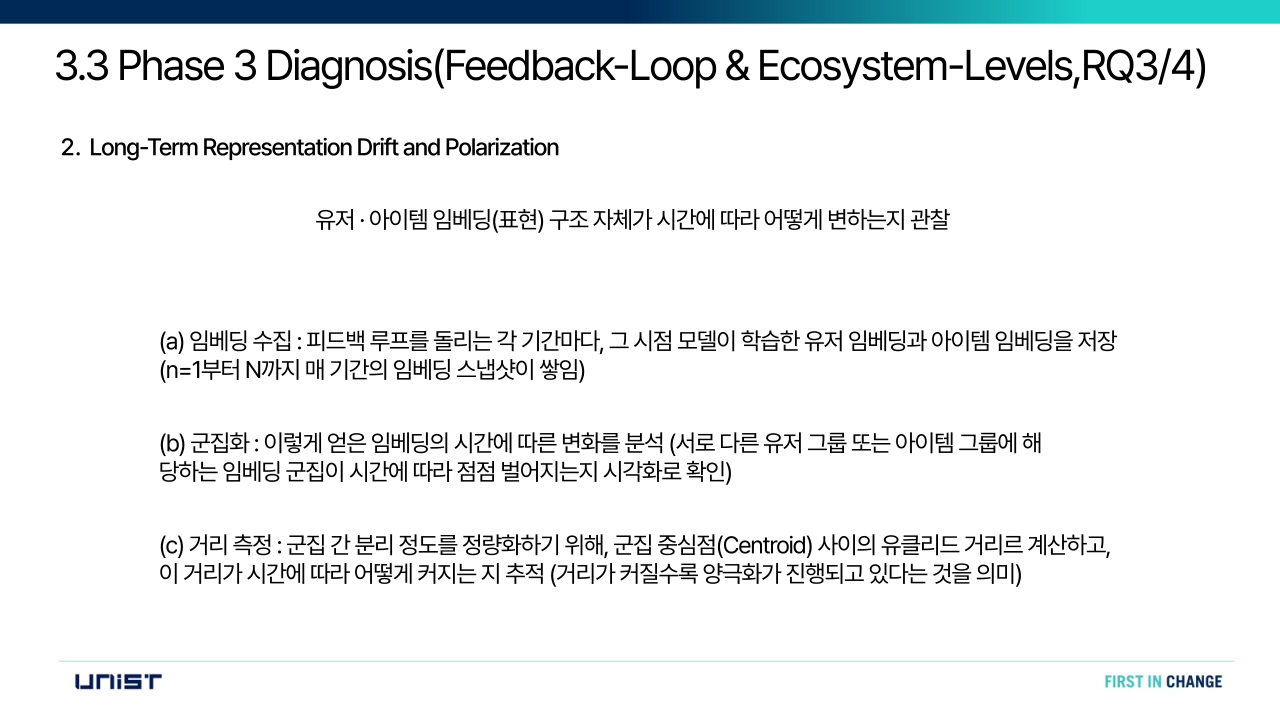 3.3 Phase 3 Diagnosis(Feedback-Loop & Ecosystem-Levels,RQ3/4)
2. Long-Term Representation Drift and Polarization
유저 · 아이템 임베딩(표현) 구조 자체가 시간에 따라 어떻게 변하는지 관찰
(a) 임베딩 수집 : 피드백 루프를 돌리는 각 기간마다, 그 시점 모델이 학습한 유저 임베딩과 아이템 임베딩을 저장
(n=1부터 N까지 매 기간의 임베딩 스냅샷이 쌓임)
(b) 군집화 : 이렇게 얻은 임베딩의 시간에 따른 변화를 분석 (서로 다른 유저 그룹 또는 아이템 그룹에 해
당하는 임베딩 군집이 시간에 따라 점점 벌어지는지 시각화로 확인)
(c) 거리 측정 : 군집 간 분리 정도를 정량화하기 위해, 군집 중심점(Centroid) 사이의 유클리드 거리르 계산하고,
이 거리가 시간에 따라 어떻게 커지는 지 추적 (거리가 커질수록 양극화가 진행되고 있다는 것을 의미)
UNIST
FIRST IN CHANGE